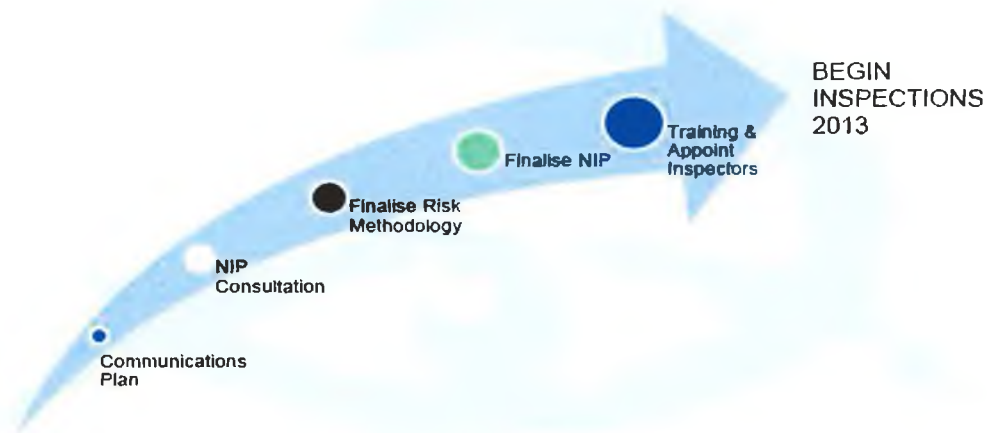 BEGIN
INSPECTIONS
2013
Training &
Appoint
Inspectors
Finalise NIP
Finalise Risk
Methodology
NIP
Consultation
Communications
Plan